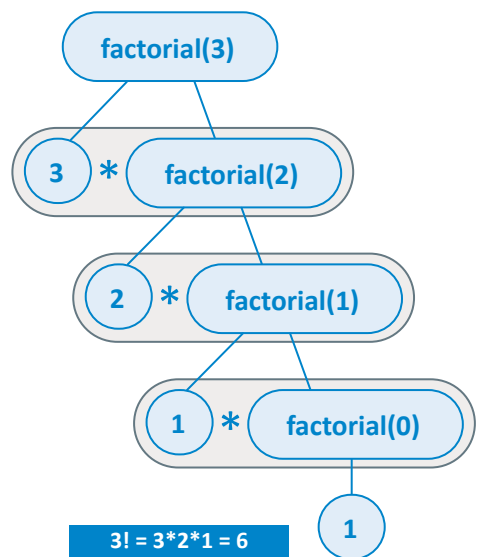 factorial(3)
3 * factorial(2)
2 * factorial(1)
1 * factorial(0)
1
3! = 3*2*1 = 6